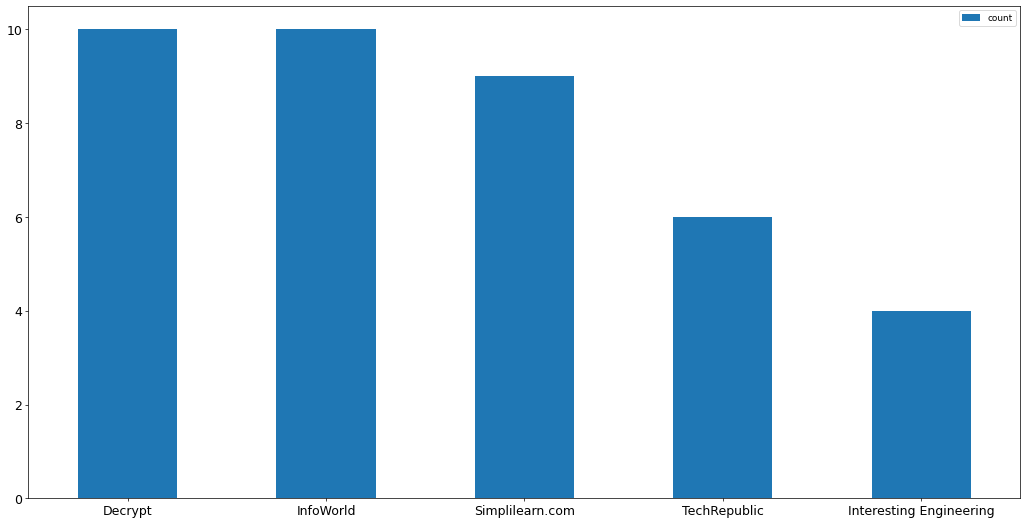 count
10
8
6
4
2
0
Decrypt
InfoWorld
Simplilearn.com
TechRepublic
Interesting Engineering